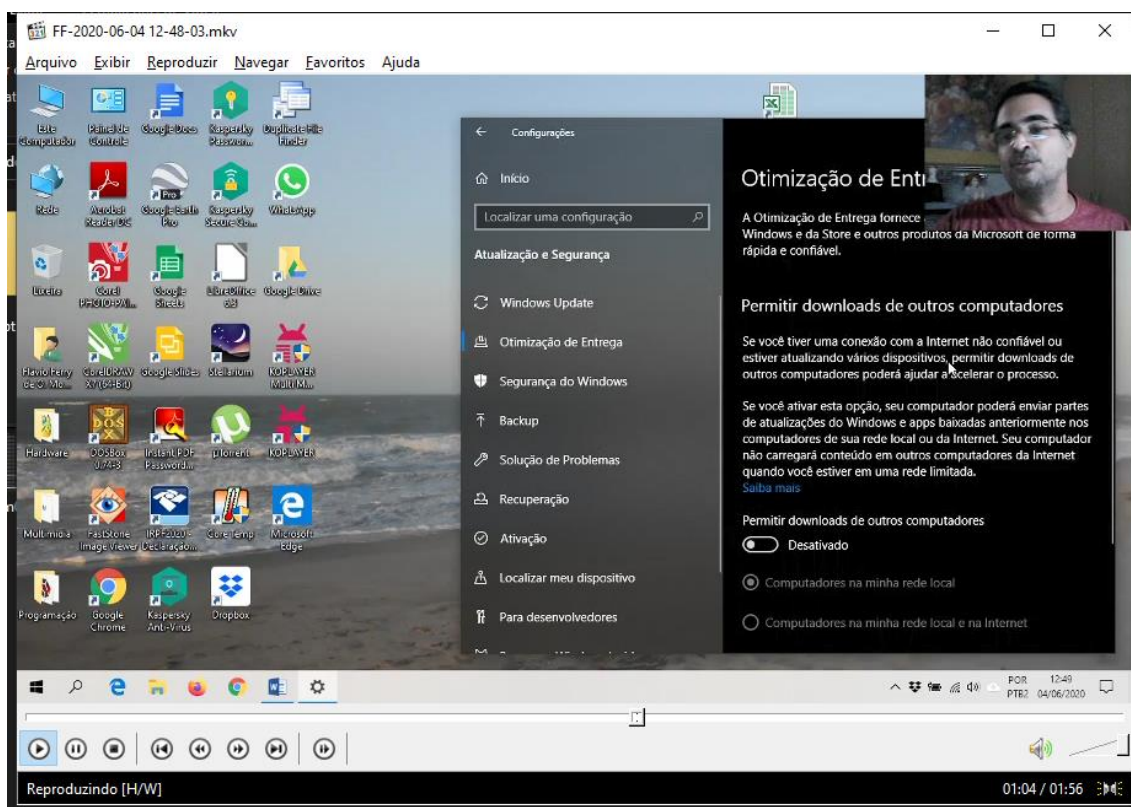 FF-2020-06-04 12-48-03.mkv
Arquivo Exibir Reproduzir Navegar Favoritos Ajuda
Este Computador
Painel de Controle
Google Docs
Kaspersky Passwor...
Duplicate File Finder
Rede
Acrobat Reader DC
Google Earth Pro
Kaspersky Secure Co...
WhatsApp
Lixeira
Corel PHOTO-PAI...
Google Sheets
LibreOffice 6.3
Google Drive
Flavio Ferry de Ol Mo...
CorelDRAW X7 (64-Bit)
Google Slides
Stellarium
KOPLAYER MultiM...
Hardware
DOSBox 0.74-3
Instant PDF Password...
µTorrent
KOPLAYER
Multimidia
FastStone Image Viewer
IRPF2020 - Declaração...
Core Temp
Microsoft Edge
Programação
Google Chrome
Kaspersky Anti-Virus
Dropbox
Configurações
Início
Localizar uma configuração
Atualização e Segurança
Windows Update
Otimização de Entrega
Segurança do Windows
Backup
Solução de Problemas
Recuperação
Ativação
Localizar meu dispositivo
Para desenvolvedores
Otimização de Ent
A Otimização de Entrega fornece
Windows e da Store e outros produtos da Microsoft de forma
rápida e confiável.
Permitir downloads de outros computadores
Se você tiver uma conexão com a Internet não confiável ou
estiver atualizando vários dispositivos, permitir downloads de
outros computadores poderá ajudar a acelerar o processo.
Se você ativar esta opção, seu computador poderá enviar partes
de atualizações do Windows e apps baixadas anteriormente nos
computadores de sua rede local ou da Internet. Seu computador
não carregará conteúdo em outros computadores da Internet
quando você estiver em uma rede limitada.
Saiba mais
Permitir downloads de outros computadores
Desativado
Computadores na minha rede local
Computadores na minha rede local e na Internet
POR 12:49
PTB2 04/06/2020
Reproduzindo [H/W]
01:04 / 01:56